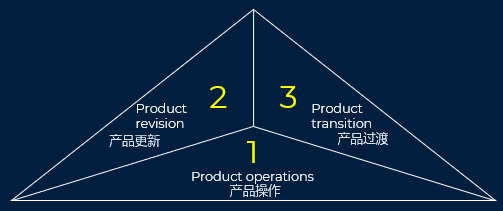 2
Product
revision
产品更新
3
Product
transition
产品过渡
1
Product operations
产品操作